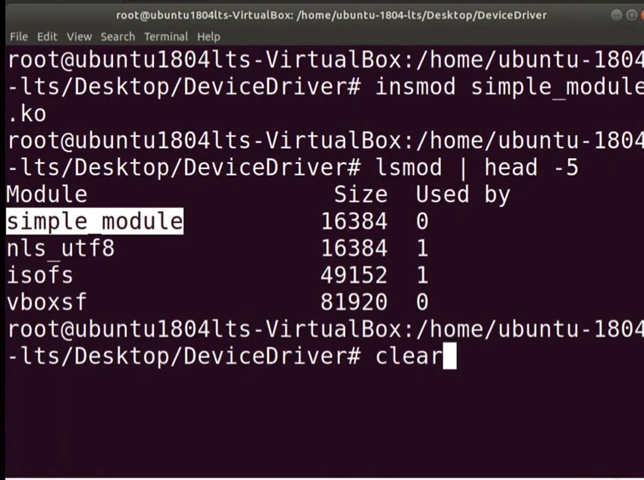 root@ubuntu1804lts-VirtualBox: /home/ubuntu-1804-lts/Desktop/DeviceDriver
File Edit View Search Terminal Help
root@ubuntu1804lts-VirtualBox:/home/ubuntu-1804
-lts/Desktop/DeviceDriver# insmod simple_module
.ko
root@ubuntu1804lts-VirtualBox:/home/ubuntu-1804
-lts/Desktop/DeviceDriver# lsmod | head -5
Module Size Used by
simple_module 16384 0
nls_utf8 16384 1
isofs 49152 1
vboxsf 81920 0
root@ubuntu1804lts-VirtualBox:/home/ubuntu-1804
-lts/Desktop/DeviceDriver# clear